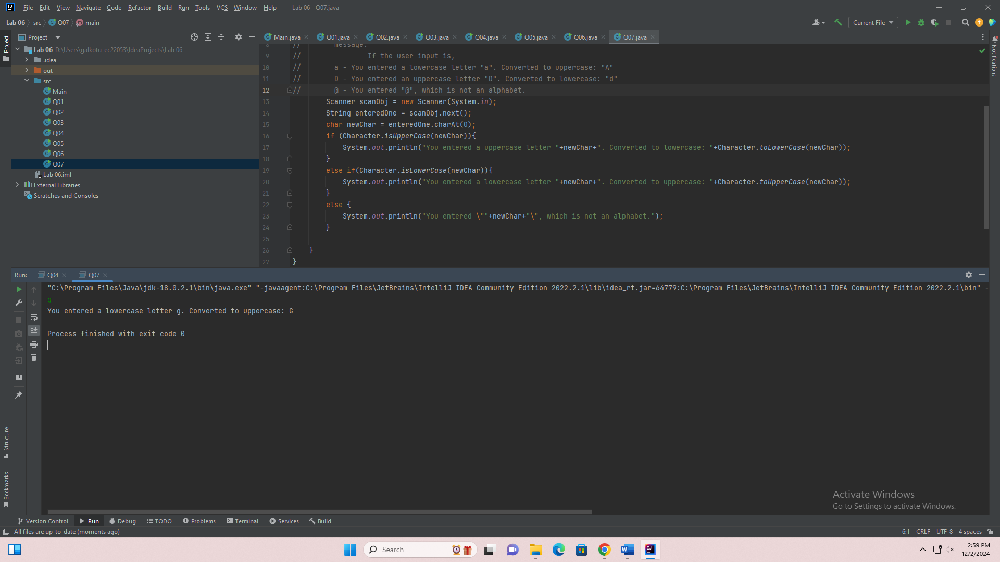 File Edit View Navigate Code Refactor Build Run Tools VCS Window Help Lab 06 - Q07.java
Lab 06 src Q07 main
Current File
Project
Main.java Q01.java Q02.java Q03.java Q04.java Q05.java Q06.java Q07.java
Project
Notifications
Lab 06 D:\Users\galkotu-ec22053\IdeaProjects\Lab 06
.idea
out
src
Main
Q01
Q02
Q03
Q04
Q05
Q06
Q07
Lab 06.iml
External Libraries
Scratches and Consoles
8 // message.
9 // If the user input is,
10 // a - You entered a lowercase letter "a". Converted to uppercase: "A"
11 // D - You entered an uppercase letter "D". Converted to lowercase: "d"
12 // @ - You entered "@", which is not an alphabet.
13 Scanner scanObj = new Scanner(System.in);
14 String enteredOne = scanObj.next();
15 char newChar = enteredOne.charAt(0);
16 if (Character.isUpperCase(newChar)){
17 System.out.println("You entered a uppercase letter "+newChar+". Converted to lowercase: "+Character.toLowerCase(newChar));
18 }
19 else if(Character.isLowerCase(newChar)){
20 System.out.println("You entered a lowercase letter "+newChar+". Converted to uppercase: "+Character.toUpperCase(newChar));
21 }
22 else {
23 System.out.println("You entered \""+newChar+"\", which is not an alphabet.");
24 }
25
26 }
27 }
Run: Q04 Q07
"C:\Program Files\Java\jdk-18.0.2.1\bin\java.exe" "-javaagent:C:\Program Files\JetBrains\IntelliJ IDEA Community Edition 2022.2.1\lib\idea_rt.jar=64779:C:\Program Files\JetBrains\IntelliJ IDEA Community Edition 2022.2.1\bin" -
g
You entered a lowercase letter g. Converted to uppercase: G
Process finished with exit code 0
Structure
Bookmarks
Activate Windows
Go to Settings to activate Windows.
Version Control Run Debug TODO Problems Terminal Services Build
All files are up-to-date (moments ago) 6:1 CRLF UTF-8 4 spaces
Search
2:59 PM
12/2/2024